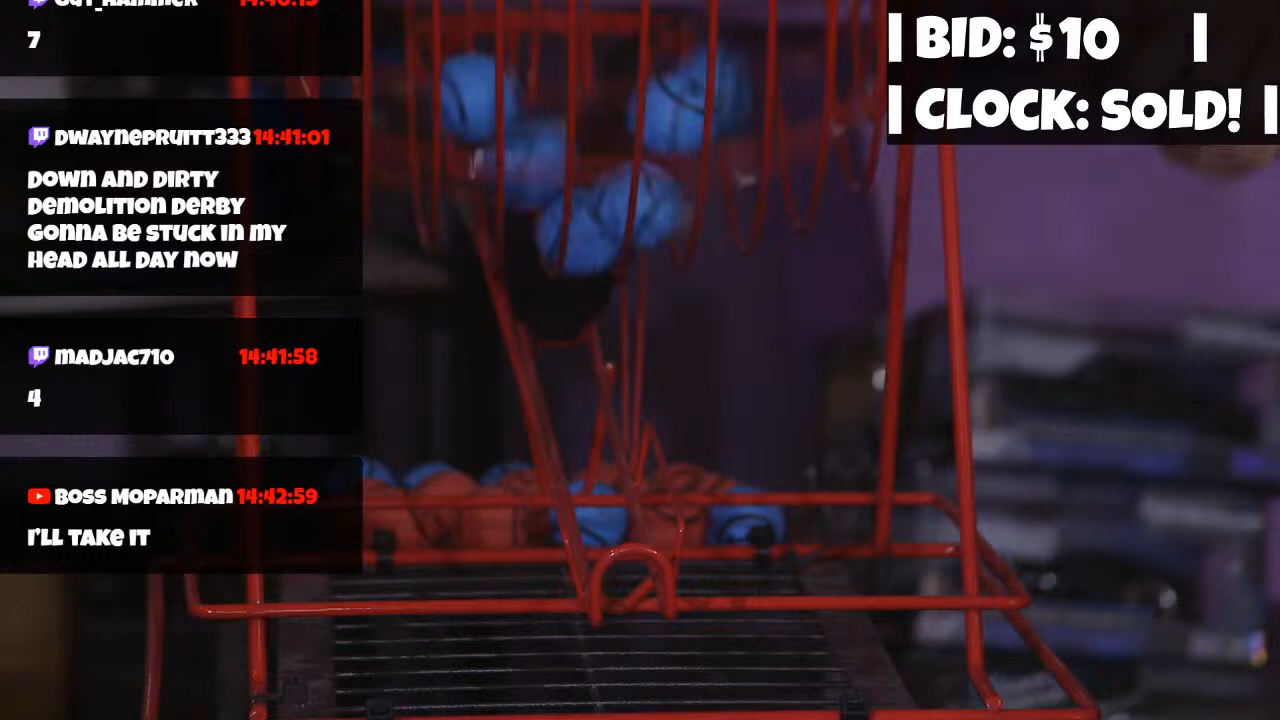 7
DWAYNEPRUITT333 14:41:01
DOWN AND DIRTY
DEMOLITION DERBY
GONNA BE STUCK IN MY
HEAD ALL DAY NOW
MADJAC710 14:41:58
4
BOSS MOPARMAN 14:42:59
I'LL TAKE IT
| BID: $10 |
| CLOCK: SOLD! |